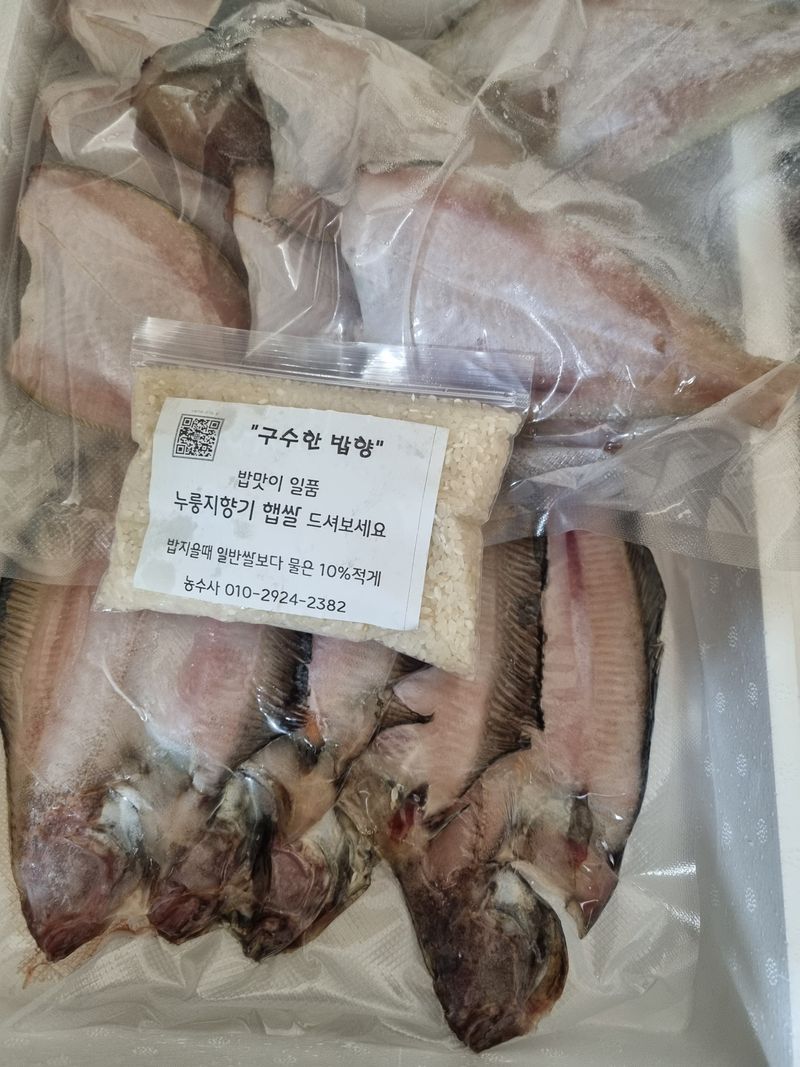 "구수한 밥향"
밥맛이 일품
누룽지향기 햅쌀 드셔보세요
밥지을때 일반쌀보다 물은 10%적게
농수사 010-2924-2382